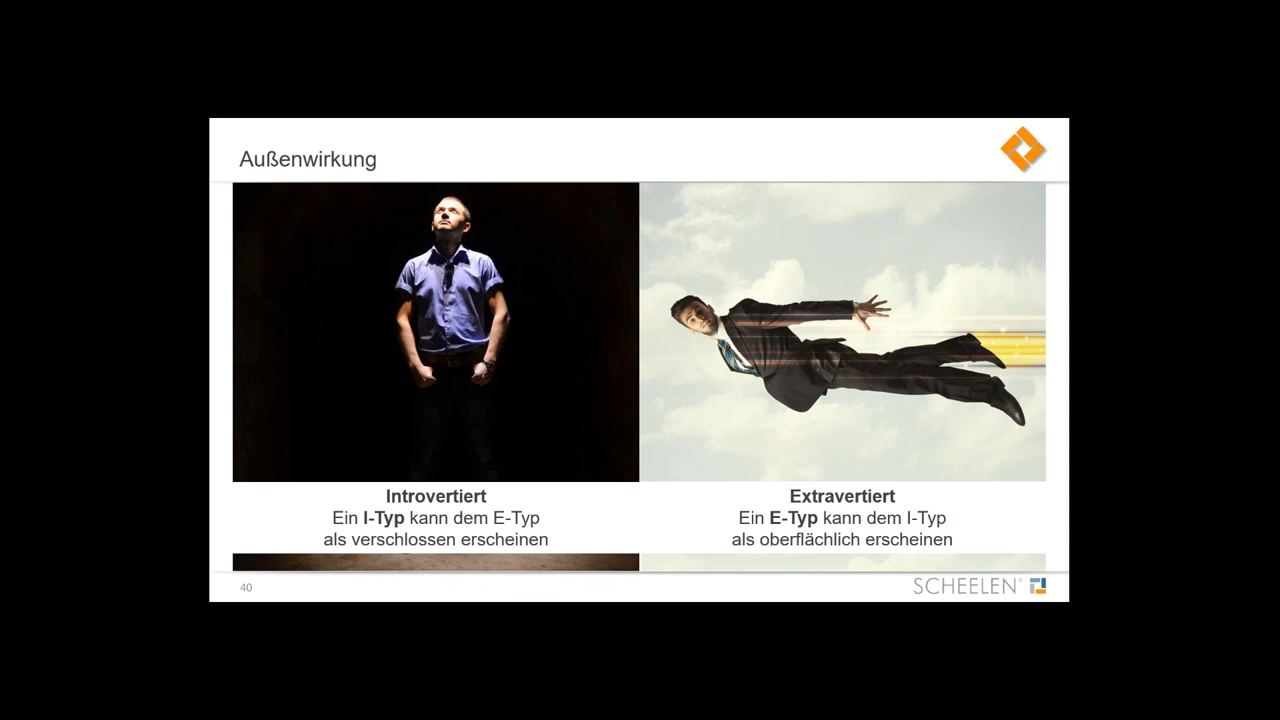 Außenwirkung
Introvertiert
Ein I-Typ kann dem E-Typ
als verschlossen erscheinen
Extravertiert
Ein E-Typ kann dem I-Typ
als oberflächlich erscheinen
40
SCHEELEN®